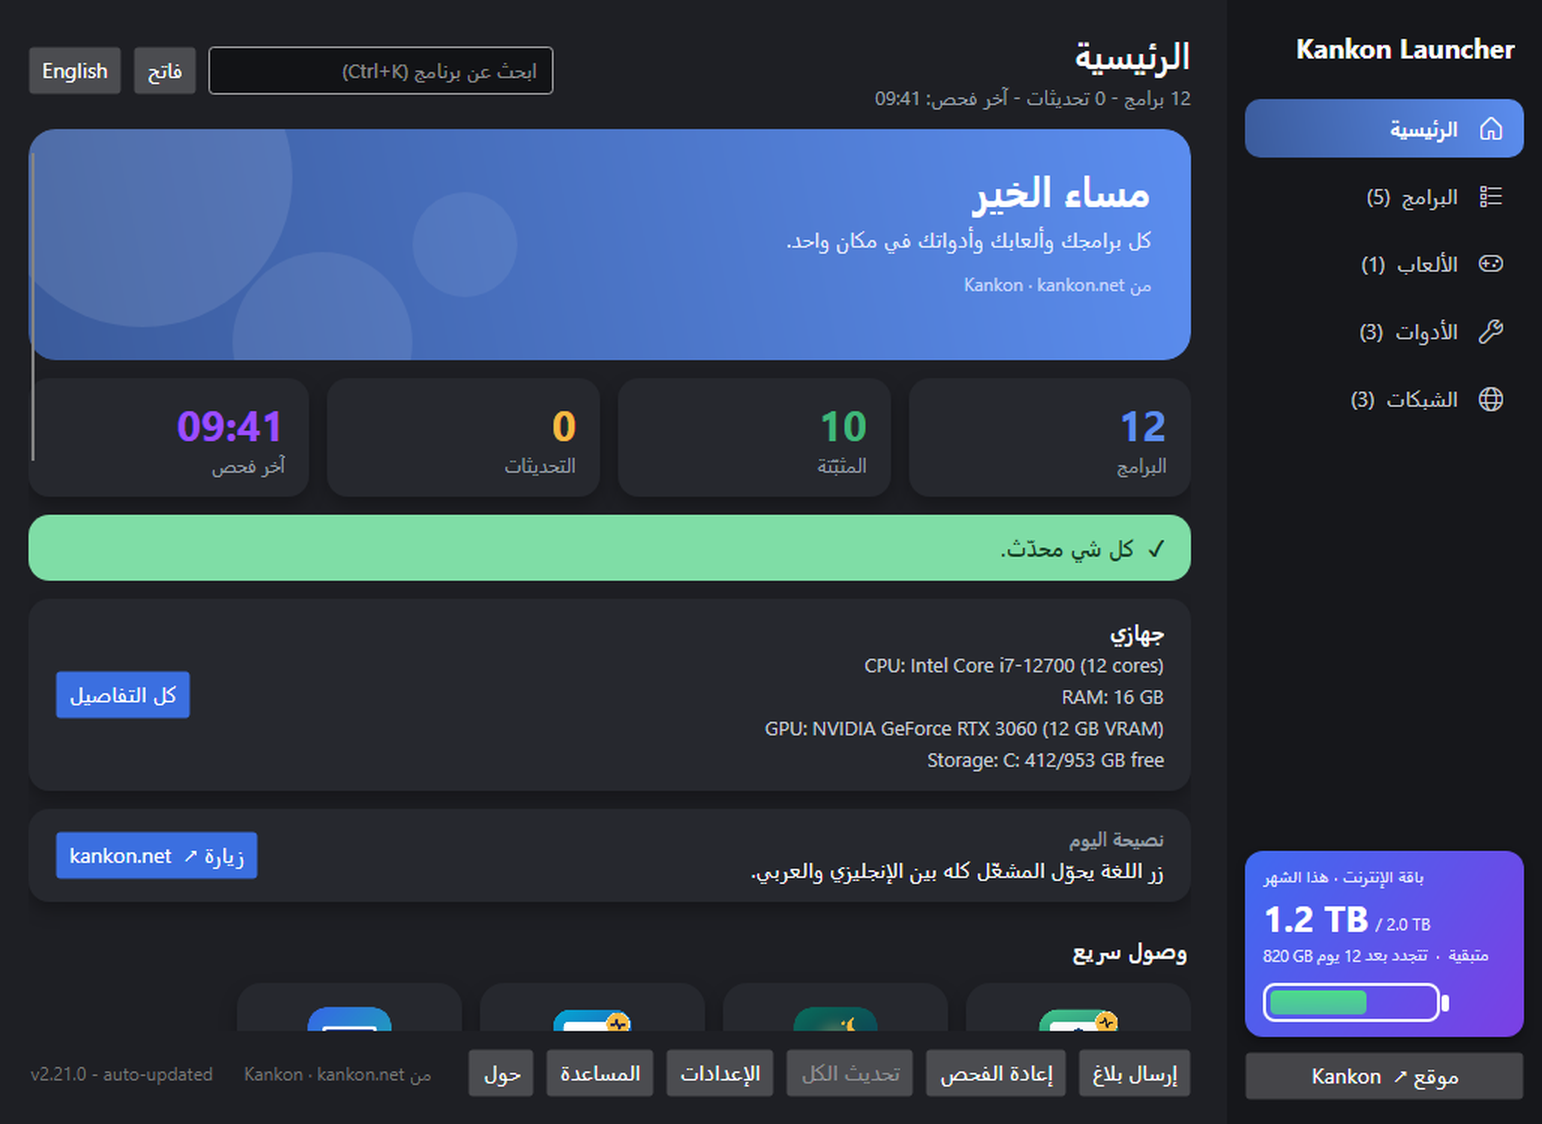 Kankon Launcher
الرئيسية
البرامج (5)
الألعاب (1)
الأدوات (3)
الشبكات (3)
باقة الإنترنت · هذا الشهر
1.2 TB / 2.0 TB
820 GB متبقية · تتجدد بعد 12 يوم
موقع Kankon ↗
الرئيسية
12 برامج - 0 تحديثات - آخر فحص: 09:41
ابحث عن برنامج (Ctrl+K)
فاتح
English
مساء الخير
كل برامجك وألعابك وأدواتك في مكان واحد.
من Kankon · kankon.net
12
البرامج
10
المثبّتة
0
التحديثات
09:41
آخر فحص
✓ كل شي محدّث.
جهازي
CPU: Intel Core i7-12700 (12 cores)
RAM: 16 GB
GPU: NVIDIA GeForce RTX 3060 (12 GB VRAM)
Storage: C: 412/953 GB free
كل التفاصيل
نصيحة اليوم
زر اللغة يحوّل المشغّل كله بين الإنجليزي والعربي.
زيارة kankon.net ↗
وصول سريع
إرسال بلاغ
إعادة الفحص
تحديث الكل
الإعدادات
المساعدة
حول
من Kankon · kankon.net
v2.21.0 - auto-updated